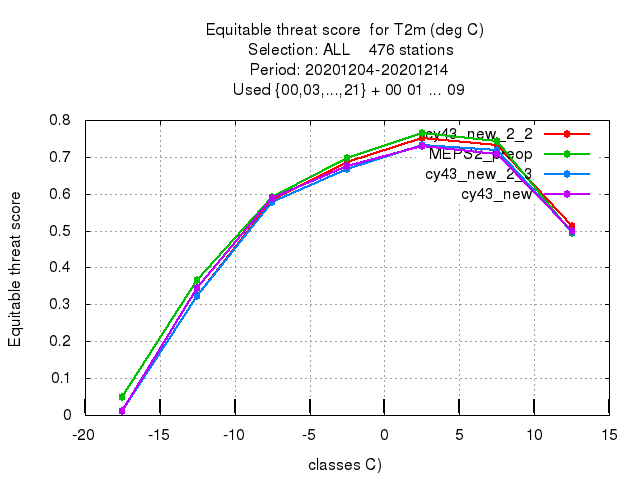 Equitable threat score  for T2m (deg C)
Selection: ALL    476 stations
Period: 20201204-20201214
Used {00,03,...,21} + 00 01 ... 09
cy43_new_2_2
MEPS2_preop
cy43_new_2_3
cy43_new
Equitable threat score
0.8
0.7
0.6
0.5
0.4
0.3
0.2
0.1
0
-20 -15 -10 -5 0 5 10 15
classes C)